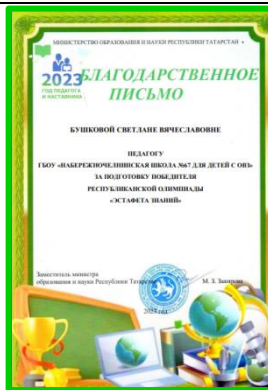 МИНИСТЕРСТВО ОБРАЗОВАНИЯ И НАУКИ РЕСПУБЛИКИ ТАТАРСТАН
2023
ГОД ПЕДАГОГА
И НАСТАВНИКА
БЛАГОДАРСТВЕННОЕ
ПИСЬМО
БУШКОВОЙ СВЕТЛАНЕ ВЯЧЕСЛАВОВНЕ
ПЕДАГОГУ
ГБОУ «НАБЕРЕЖНОЧЕЛНИНСКАЯ ШКОЛА №67 ДЛЯ ДЕТЕЙ С ОВЗ»
ЗА ПОДГОТОВКУ ПОБЕДИТЕЛЯ
РЕСПУБЛИКАНСКОЙ ОЛИМПИАДЫ
«ЭСТАФЕТА ЗНАНИЙ»
Заместитель министра
образования и науки Республики Татарстан М. З.
2023 год